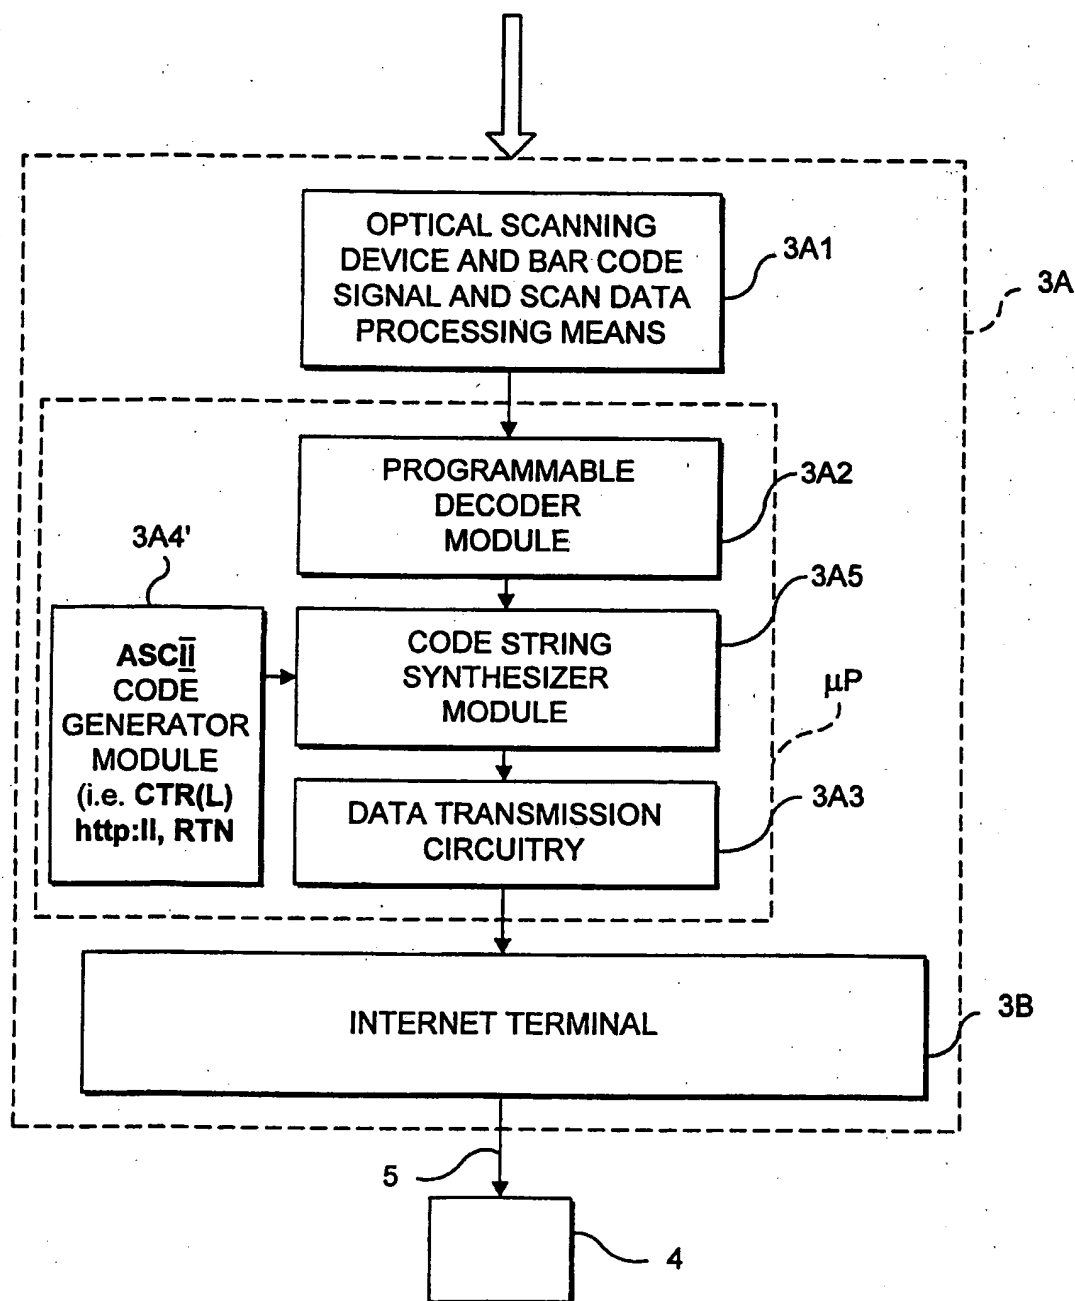 OPTICAL SCANNING
DEVICE AND BAR CODE
SIGNAL AND SCAN DATA
PROCESSING MEANS
3A1
3A
PROGRAMMABLE
DECODER
MODULE
3A2
3A4'
ASCII
CODE
GENERATOR
MODULE
(i.e. CTR(L)
http:II, RTN
CODE STRING
SYNTHESIZER
MODULE
3A5
μP
DATA TRANSMISSION
CIRCUITRY
3A3
INTERNET TERMINAL
3B
5
4